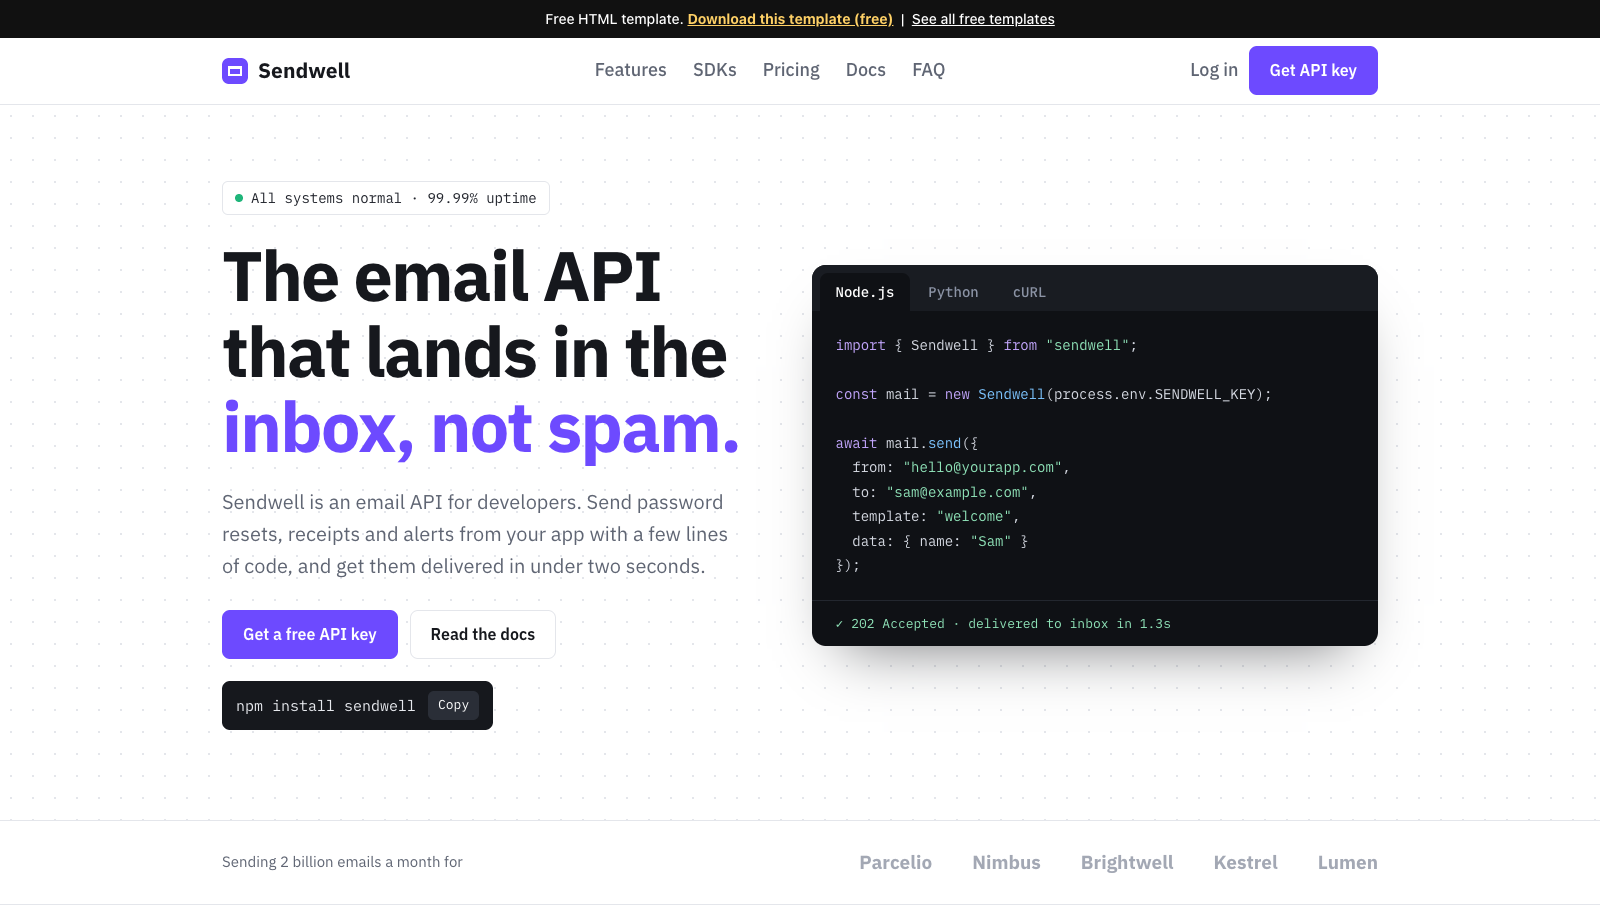 Free HTML template. Download this template (free) | See all free templates
Sendwell
Features SDKs Pricing Docs FAQ
Log in Get API key
All systems normal · 99.99% uptime
The email API
that lands in the
inbox, not spam.
Sendwell is an email API for developers. Send password
resets, receipts and alerts from your app with a few lines
of code, and get them delivered in under two seconds.
Get a free API key Read the docs
npm install sendwell Copy
Node.js Python cURL
import { Sendwell } from "sendwell";
const mail = new Sendwell(process.env.SENDWELL_KEY);
await mail.send({
  from: "hello@yourapp.com",
  to: "sam@example.com",
  template: "welcome",
  data: { name: "Sam" }
});
✓ 202 Accepted · delivered to inbox in 1.3s
Sending 2 billion emails a month for
Parcelio Nimbus Brightwell Kestrel Lumen